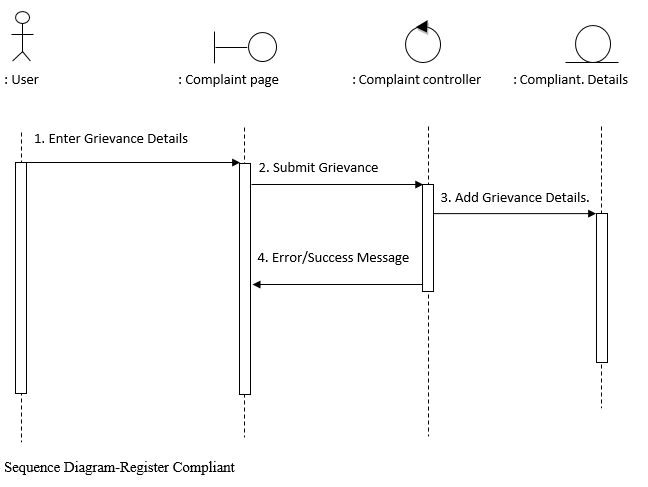 : User
: Complaint page
: Complaint controller
: Compliant. Details
1. Enter Grievance Details
2. Submit Grievance
3. Add Grievance Details.
4. Error/Success Message
Sequence Diagram-Register Compliant